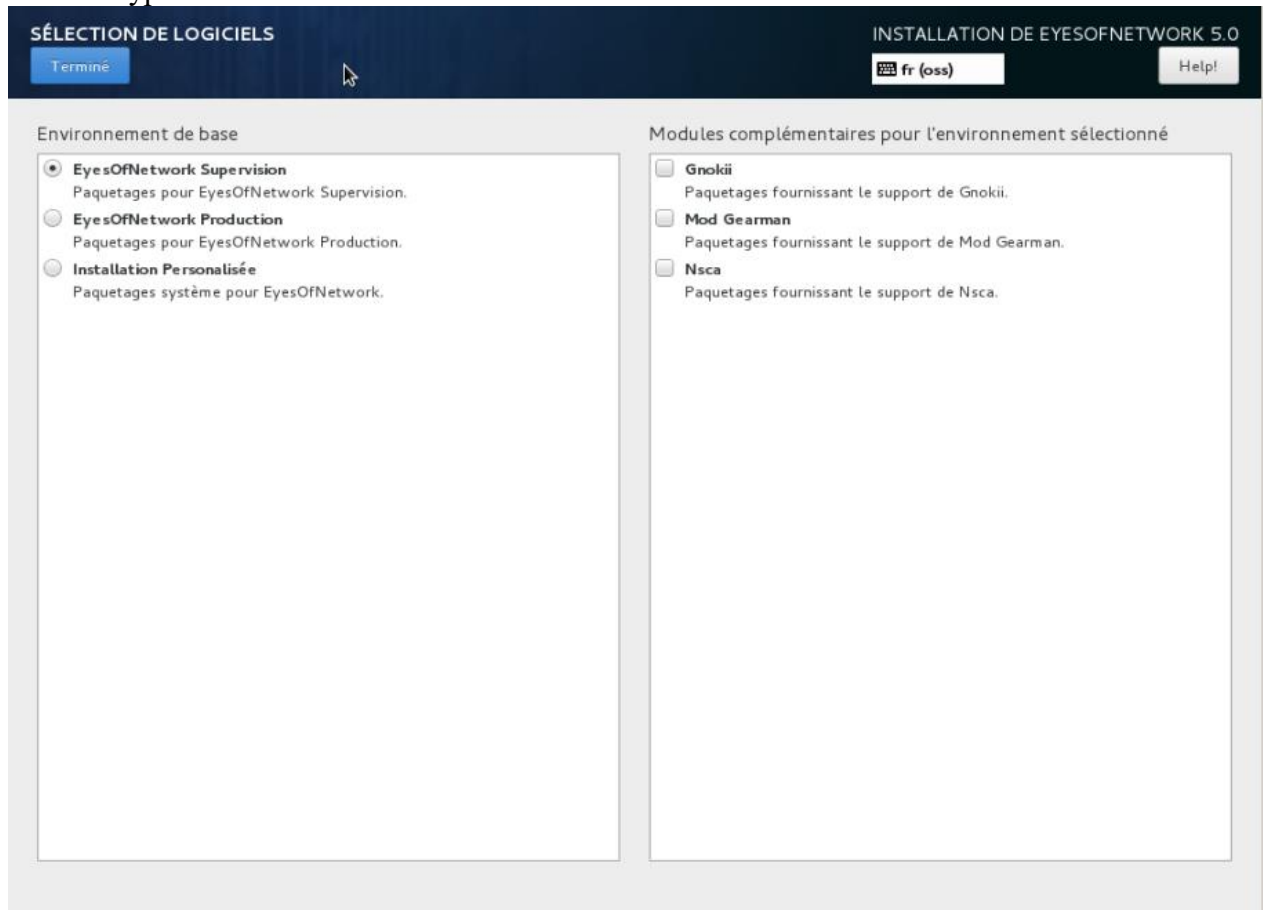 SÉLECTION DE LOGICIELS
Terminé
INSTALLATION DE EYESOFNETWORK 5.0
fr (oss)
Help!
Environnement de base
EyesOfNetwork Supervision
Paquetages pour EyesOfNetwork Supervision.
EyesOfNetwork Production
Paquetages pour EyesOfNetwork Production.
Installation Personalisée
Paquetages système pour EyesOfNetwork.
Modules complémentaires pour l'environnement sélectionné
Gnokii
Paquetages fournissant le support de Gnokii.
Mod Gearman
Paquetages fournissant le support de Mod Gearman.
Nsca
Paquetages fournissant le support de Nsca.